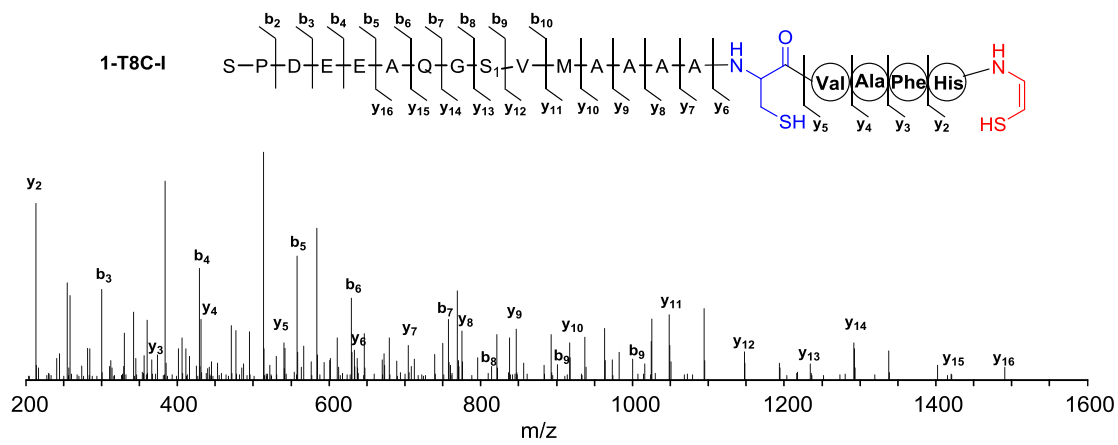 b2 b3 b4 b5 b6 b7 b8 b9 b10
1-T8C-I
S P D E E A Q G S1 V M A A A A N H O SH Val Ala Phe His H N HS
y16 y15 y14 y13 y12 y11 y10 y9 y8 y7 y6 y5 y4 y3 y2
y2
b3
b4
y4
y3
b5
y5
b6
y6
y7
b7
y8
b8
y9
b9
y10
b9
y11
y12
y13
y14
y15
y16
200 400 600 800 1000 1200 1400 1600
m/z